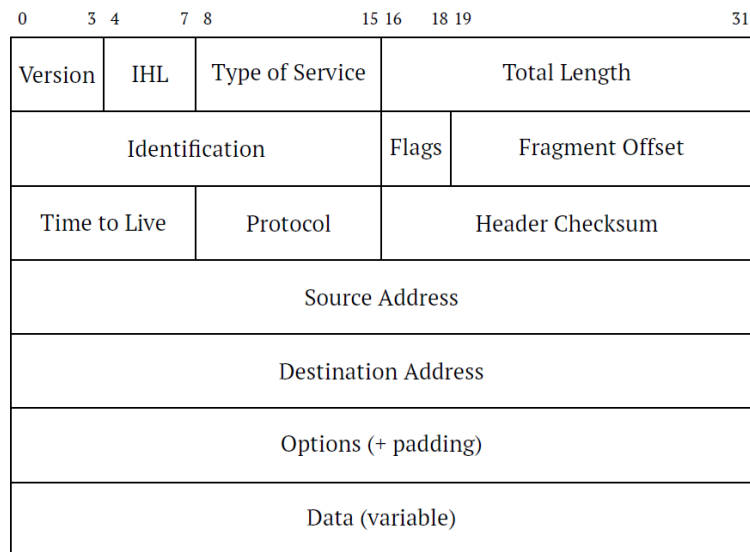 0 3 4 7 8 15 16 18 19 31
Version IHL Type of Service Total Length
Identification Flags Fragment Offset
Time to Live Protocol Header Checksum
Source Address
Destination Address
Options (+ padding)
Data (variable)